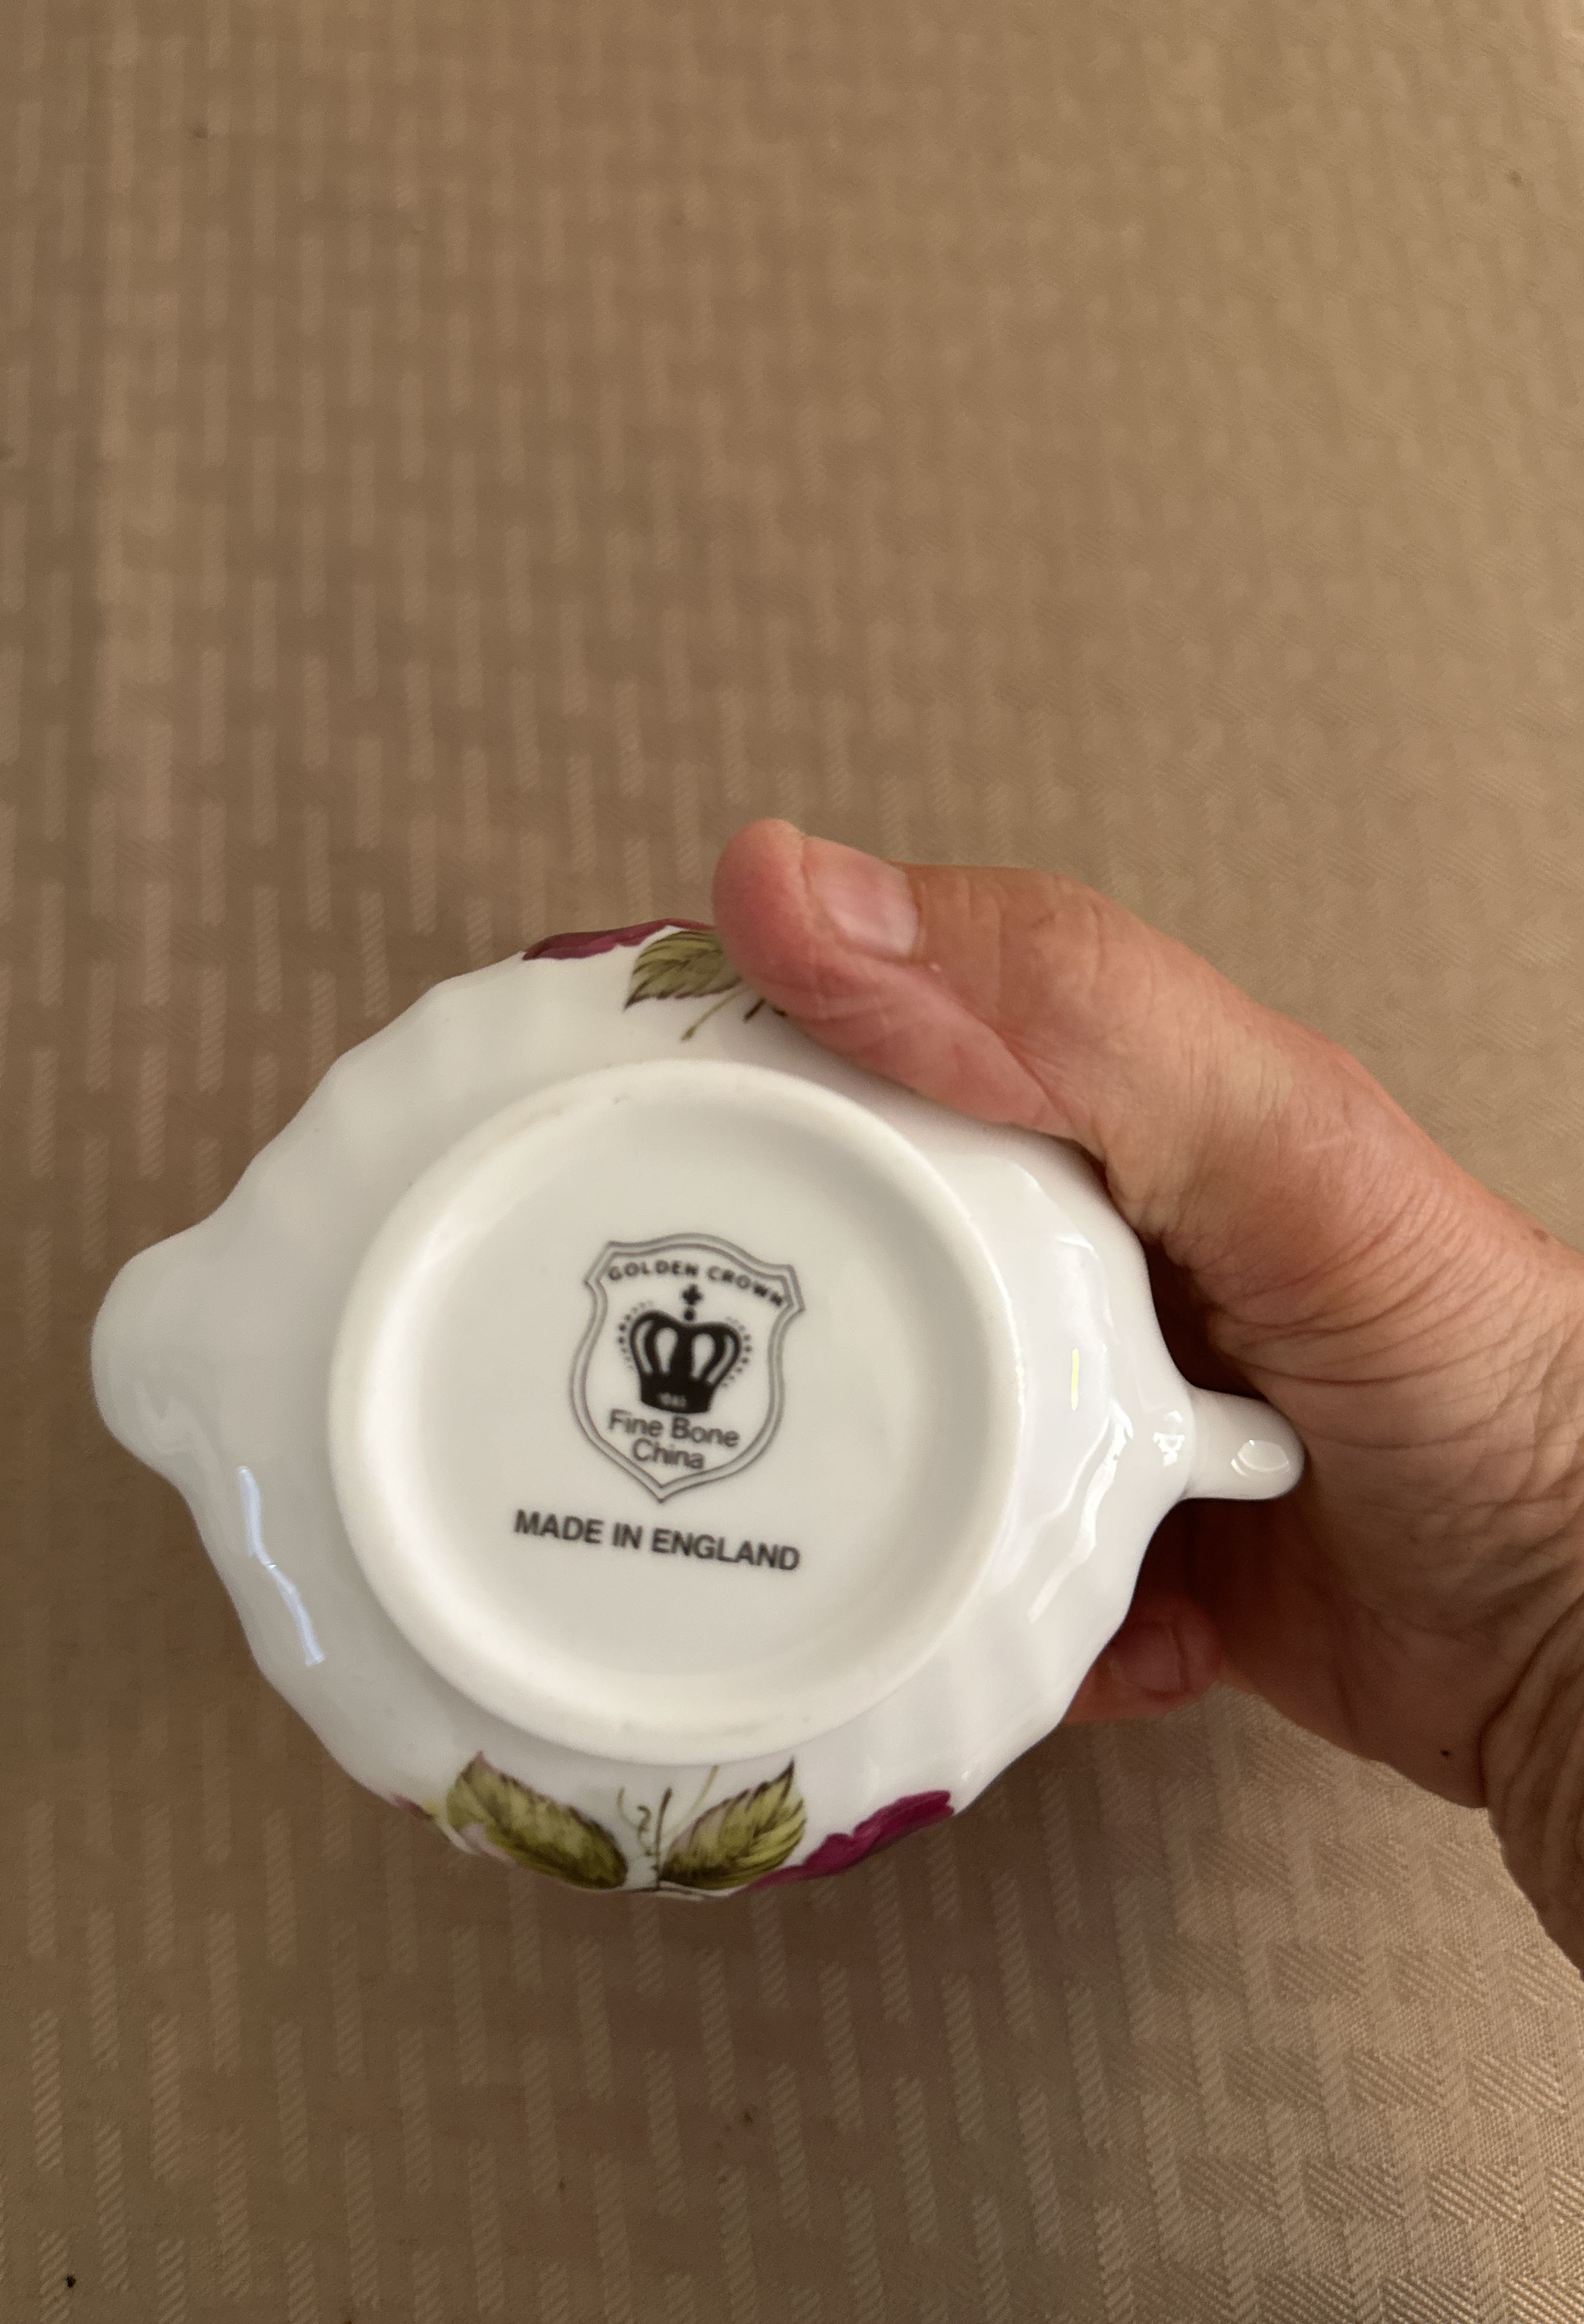 GOLDEN CROWN
Fine Bone
China
MADE IN ENGLAND